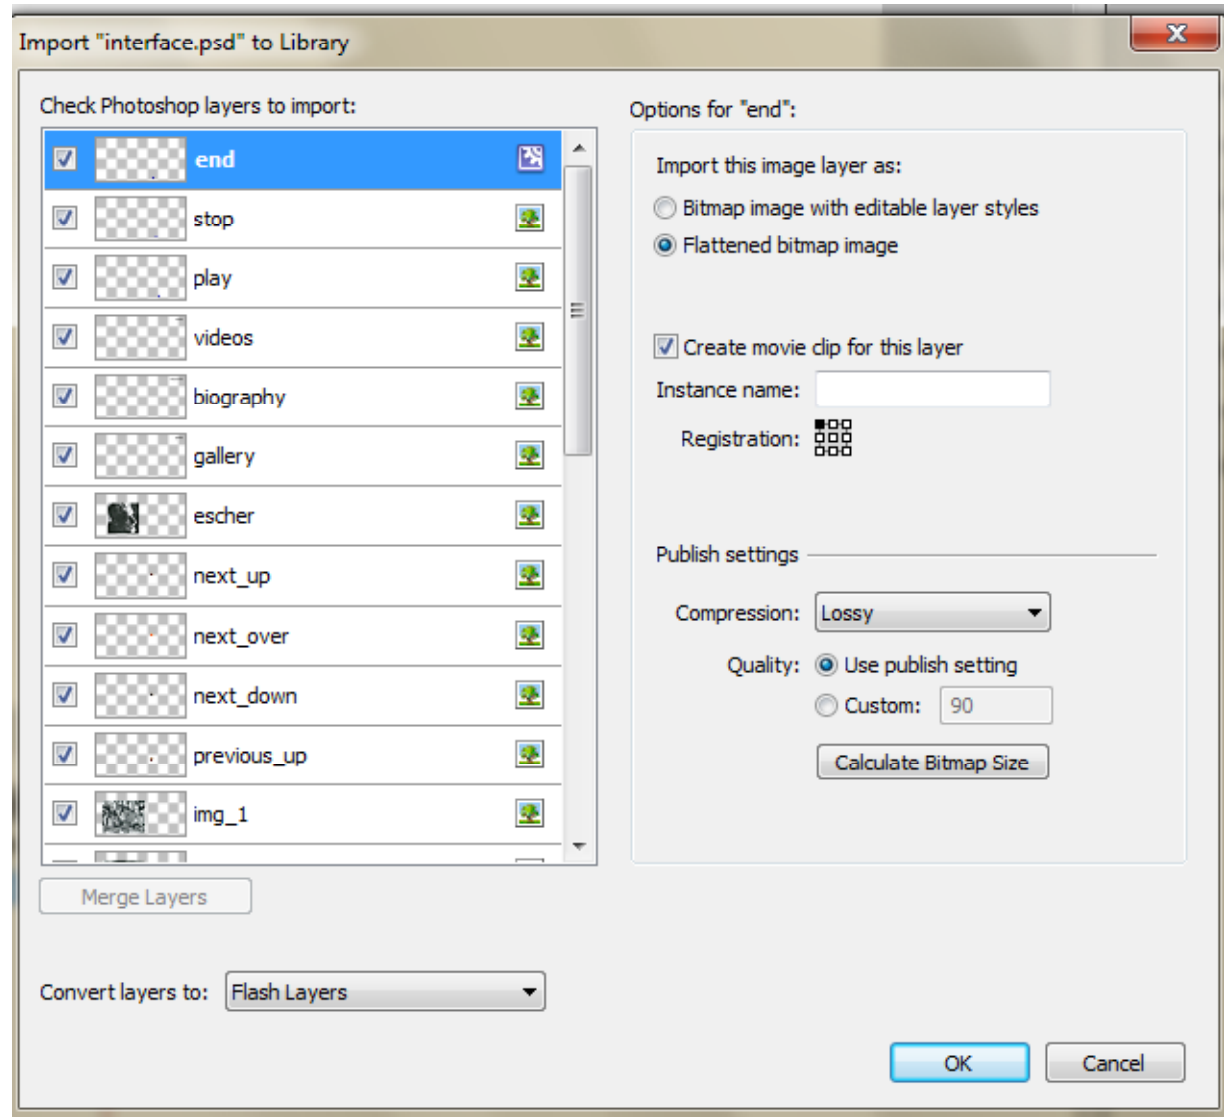 Import "interface.psd" to Library
Check Photoshop layers to import:
end
stop
play
videos
biography
gallery
escher
next_up
next_over
next_down
previous_up
img_1
Merge Layers
Convert layers to: Flash Layers
Options for "end":
Import this image layer as:
Bitmap image with editable layer styles
Flattened bitmap image
Create movie clip for this layer
Instance name:
Registration:
Publish settings
Compression: Lossy
Quality: Use publish setting
Custom: 90
Calculate Bitmap Size
OK Cancel